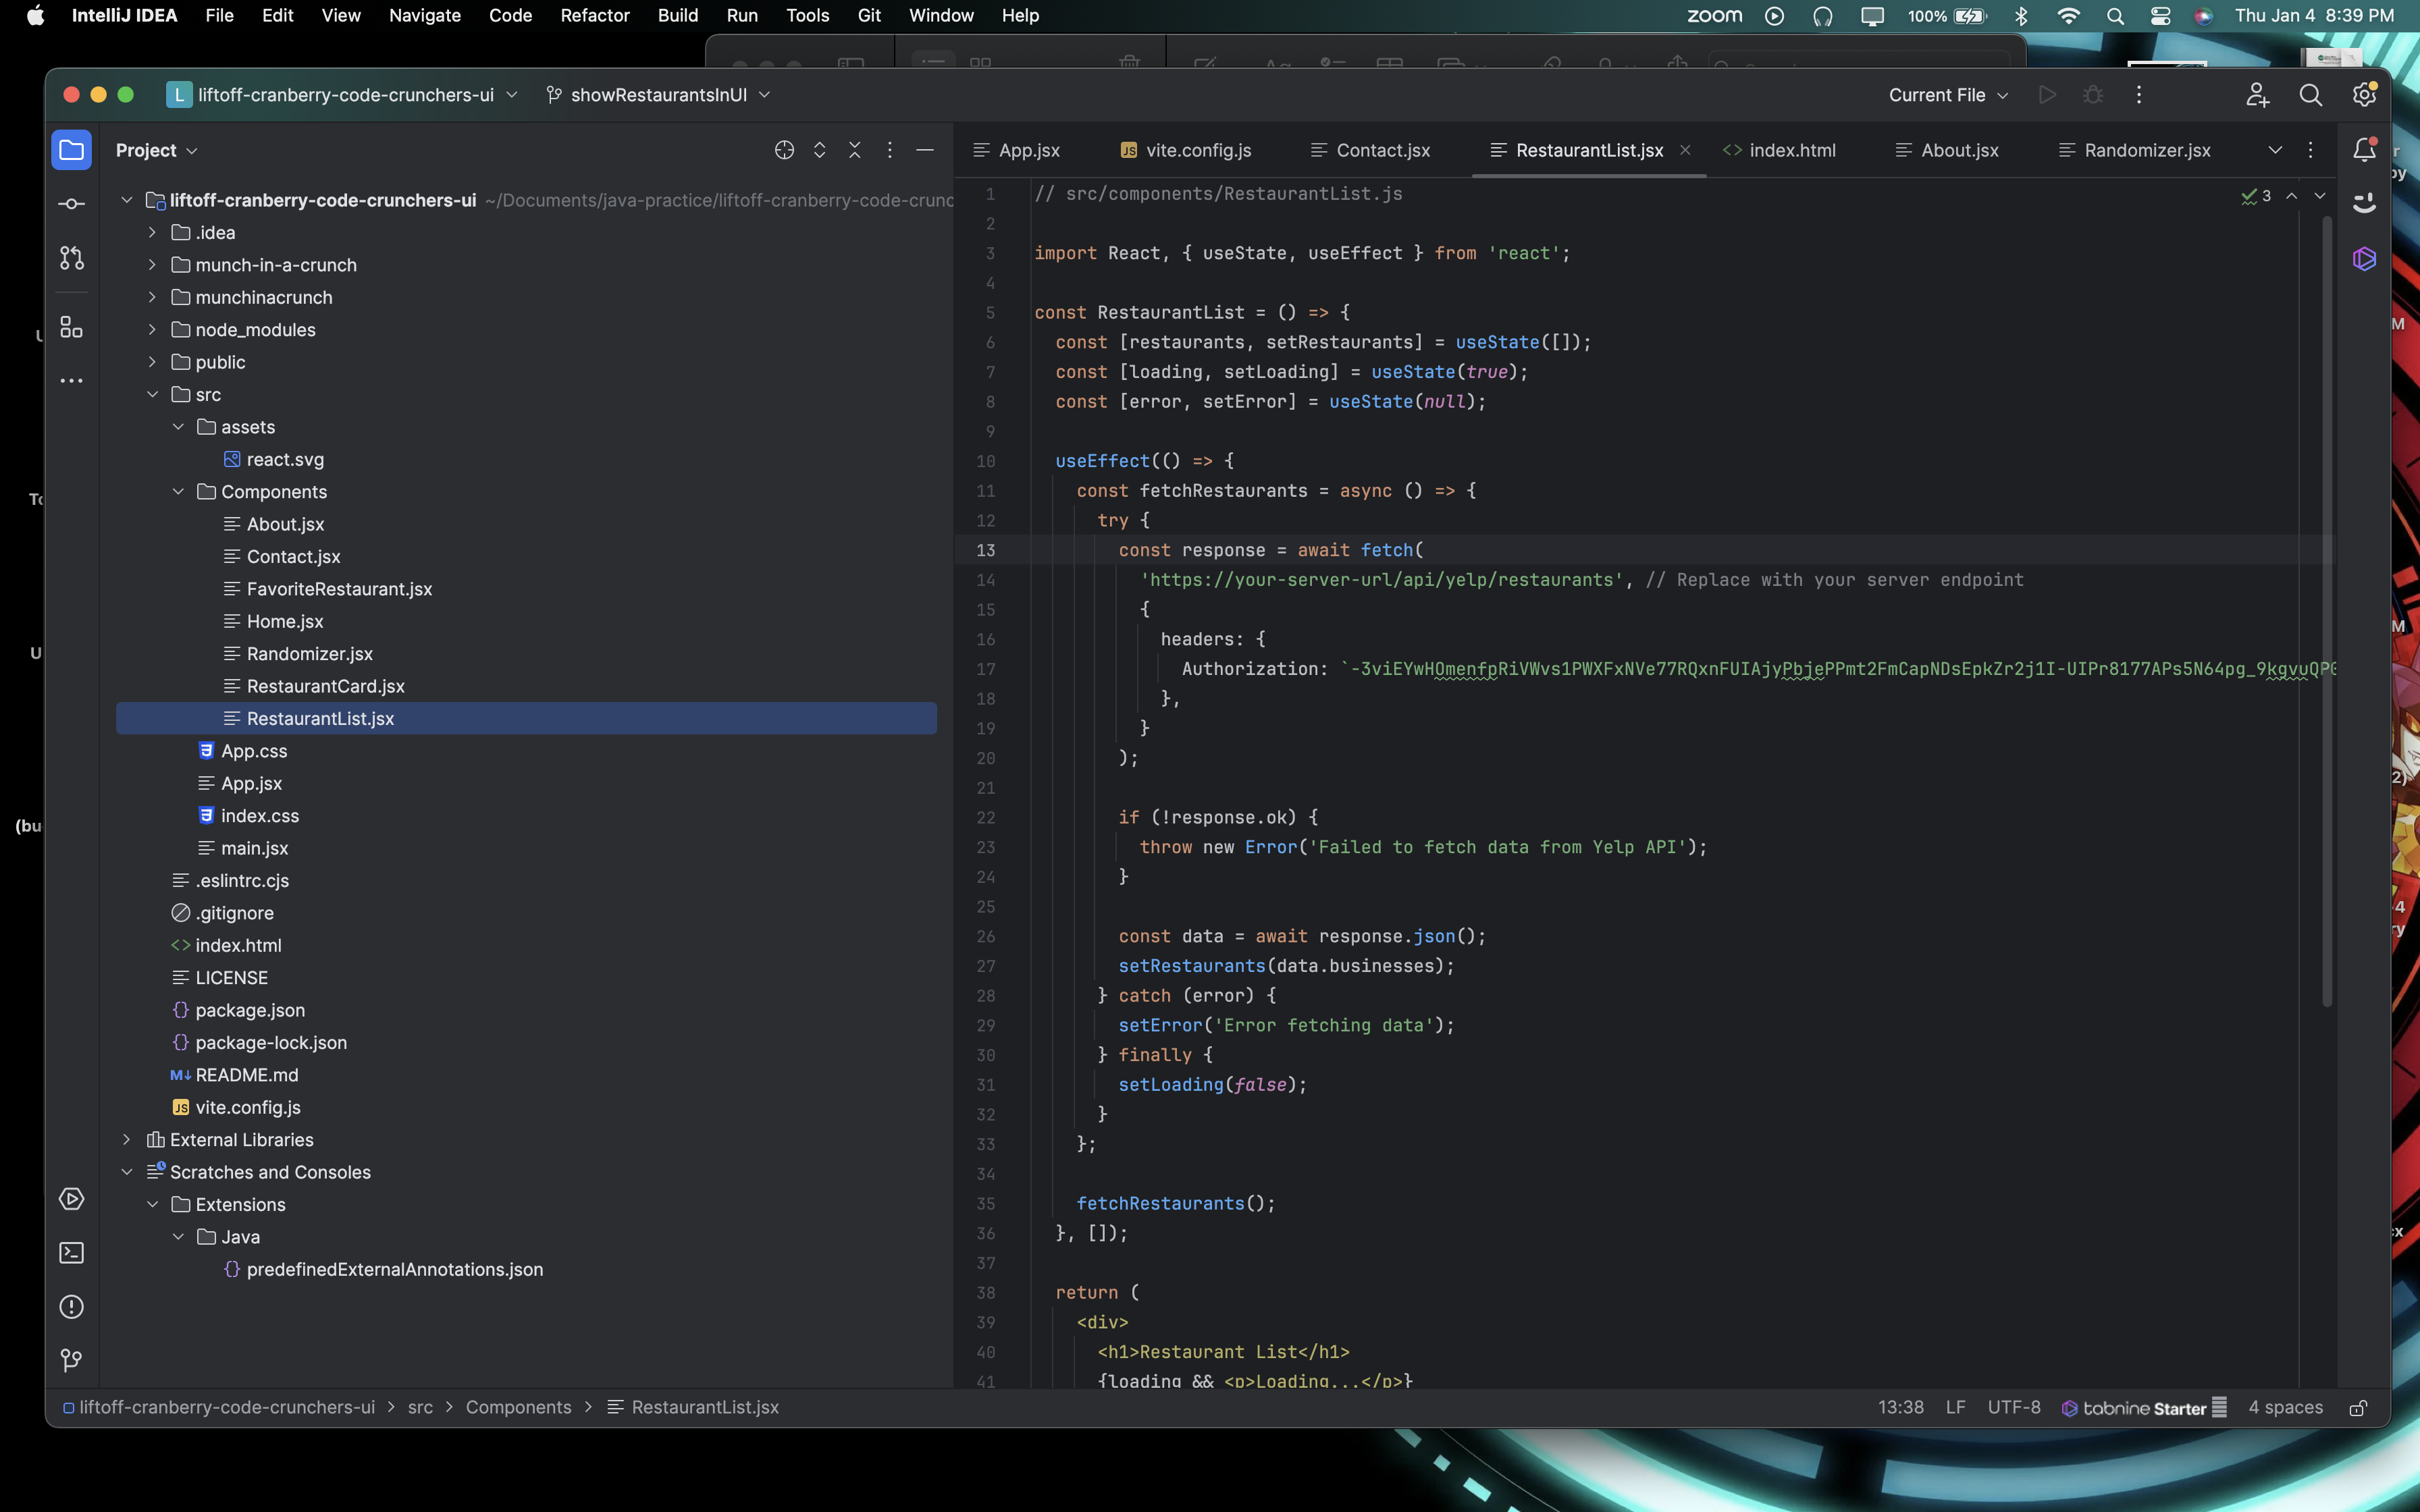 IntelliJ IDEA File Edit View Navigate Code Refactor Build Run Tools Git Window Help zoom 100% Thu Jan 4 8:39 PM
L liftoff-cranberry-code-crunchers-ui showRestaurantsInUI Current File
Project
liftoff-cranberry-code-crunchers-ui ~/Documents/java-practice/liftoff-cranberry-code-crunc
.idea
munch-in-a-crunch
munchinacrunch
node_modules
public
src
assets
react.svg
Components
About.jsx
Contact.jsx
FavoriteRestaurant.jsx
Home.jsx
Randomizer.jsx
RestaurantCard.jsx
RestaurantList.jsx
App.css
App.jsx
index.css
main.jsx
.eslintrc.cjs
.gitignore
index.html
LICENSE
package.json
package-lock.json
README.md
vite.config.js
External Libraries
Scratches and Consoles
Extensions
Java
predefinedExternalAnnotations.json
App.jsx vite.config.js Contact.jsx RestaurantList.jsx index.html About.jsx Randomizer.jsx
3
1 // src/components/RestaurantList.js
2
3 import React, { useState, useEffect } from 'react';
4
5 const RestaurantList = () => {
6 const [restaurants, setRestaurants] = useState([]);
7 const [loading, setLoading] = useState(true);
8 const [error, setError] = useState(null);
9
10 useEffect(() => {
11 const fetchRestaurants = async () => {
12 try {
13 const response = await fetch(
14 'https://your-server-url/api/yelp/restaurants', // Replace with your server endpoint
15 {
16 headers: {
17 Authorization: `-3viEYwHOmenfpRiVWvs1PWXFxNVe77RQxnFUIAjyPbjePPmt2FmCapNDsEpkZr2j1I-UIPr8177APs5N64pg_9kgvuQP
18 },
19 }
20 );
21
22 if (!response.ok) {
23 throw new Error('Failed to fetch data from Yelp API');
24 }
25
26 const data = await response.json();
27 setRestaurants(data.businesses);
28 } catch (error) {
29 setError('Error fetching data');
30 } finally {
31 setLoading(false);
32 }
33 };
34
35 fetchRestaurants();
36 }, []);
37
38 return (
39 <div>
40 <h1>Restaurant List</h1>
41 {loading && <p>Loading...</p>}
liftoff-cranberry-code-crunchers-ui > src > Components > RestaurantList.jsx 13:38 LF UTF-8 tabnine Starter 4 spaces